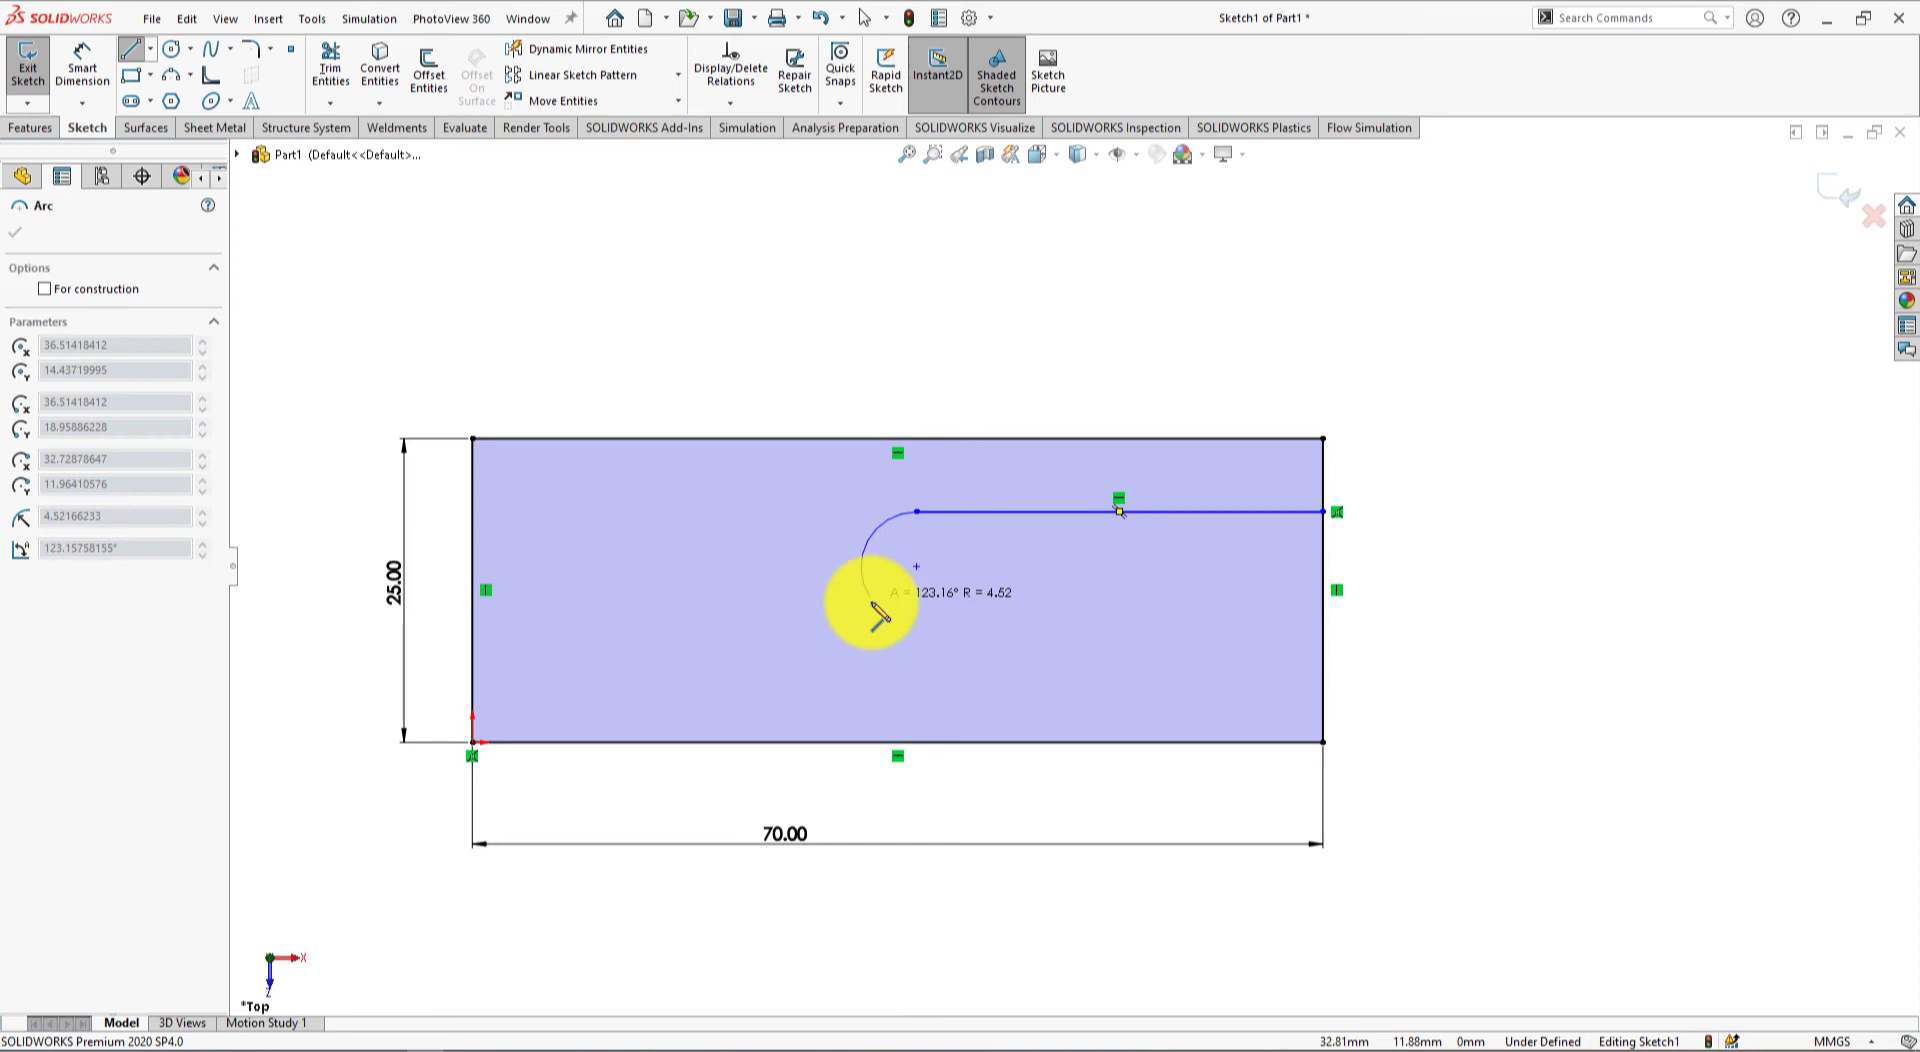 SOLIDWORKS File Edit View Insert Tools Simulation PhotoView 360 Window Sketch1 of Part1 * Search Commands
Exit Sketch
Smart Dimension
Trim Entities
Convert Entities
Offset Entities
Offset On Surface
Dynamic Mirror Entities
Linear Sketch Pattern
Move Entities
Display/Delete Relations
Repair Sketch
Quick Snaps
Rapid Sketch
Instant2D
Shaded Sketch Contours
Sketch Picture
Features Sketch Surfaces Sheet Metal Structure System Weldments Evaluate Render Tools SOLIDWORKS Add-Ins Simulation Analysis Preparation SOLIDWORKS Visualize SOLIDWORKS Inspection SOLIDWORKS Plastics Flow Simulation
Part1 (Default<<Default>...
Arc
Options
For construction
Parameters
36.51418412
14.43719995
36.51418412
18.95886228
32.72878647
11.96410576
4.52166233
123.15758155°
25.00
A = 123.16° R = 4.52
70.00
X
Z
*Top
Model 3D Views Motion Study 1
SOLIDWORKS Premium 2020 SP4.0 32.81mm 11.88mm 0mm Under Defined Editing Sketch1 MMGS